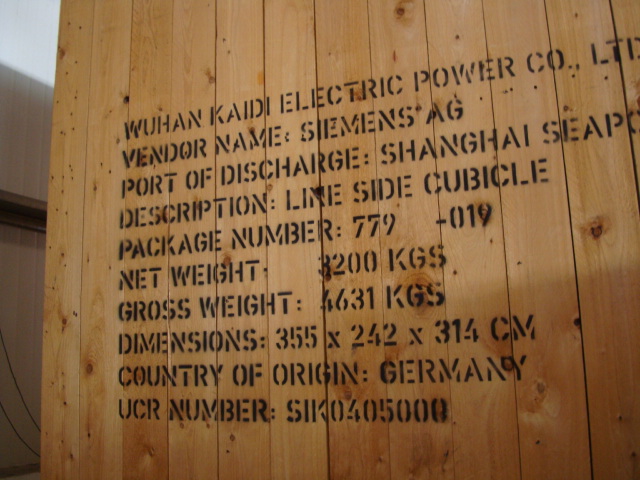 WUHAN KAIDI ELECTRIC POWER CO., LTD
VENDOR NAME: SIEMENS AG
PORT OF DISCHARGE: SHANGHAI SEAPO
DESCRIPTION: LINE SIDE CUBICLE
PACKAGE NUMBER: 779 -019
NET WEIGHT: 3200 KGS
GROSS WEIGHT: 4631 KGS
DIMENSIONS: 355 x 242 x 314 CM
COUNTRY OF ORIGIN: GERMANY
UCR NUMBER: SIK0405000